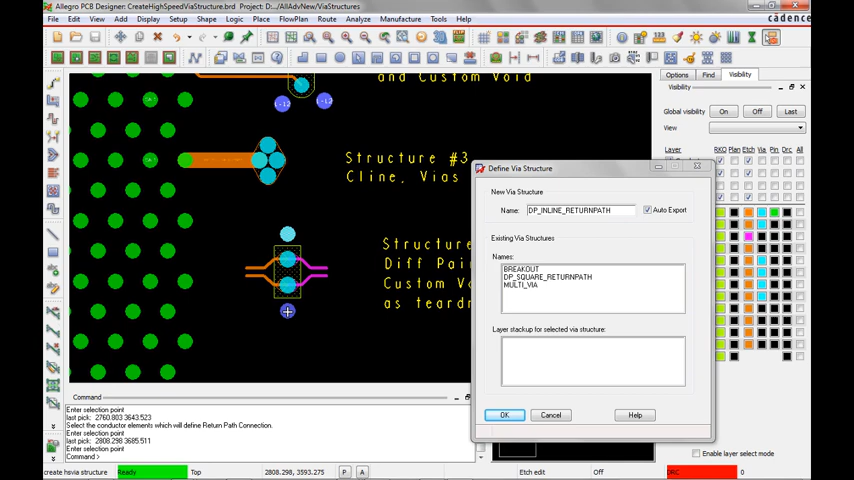 Allegro PCB Designer: CreateHighSpeedViaStructure.brd Project: D:/../AllAdvNew/ViaStructures
File Edit View Add Display Setup Shape Logic Place FlowPlan Route Analyze Manufacture Tools Help
cādence
and Custom Void
L-12 L-12
Structure #3
Cline, Vias
Structure
Diff Pair
Custom Vo
as teardr
Define Via Structure
New Via Structure
Name: DP_INLINE_RETURNPATH Auto Export
Existing Via Structures
Names:
BREAKOUT
DP_SQUARE_RETURNPATH
MULTI_VIA
Layer stackup for selected via structure:
OK Cancel Help
Options Find Visibility
Visibility
Global visibility On Off Last
View
Layer RKO Plan Etch Via Pin Drc All
Enable layer select mode
Command
Enter selection point
last pick: 2760.803 3643.523
Select the conductor elements which will define Return Path Connection.
Enter selection point
last pick: 2808.298 3685.511
Enter selection point
Command >
create hsvia structure Ready Top 2808.298, 3593.275 P A Etch edit Off DRC 0